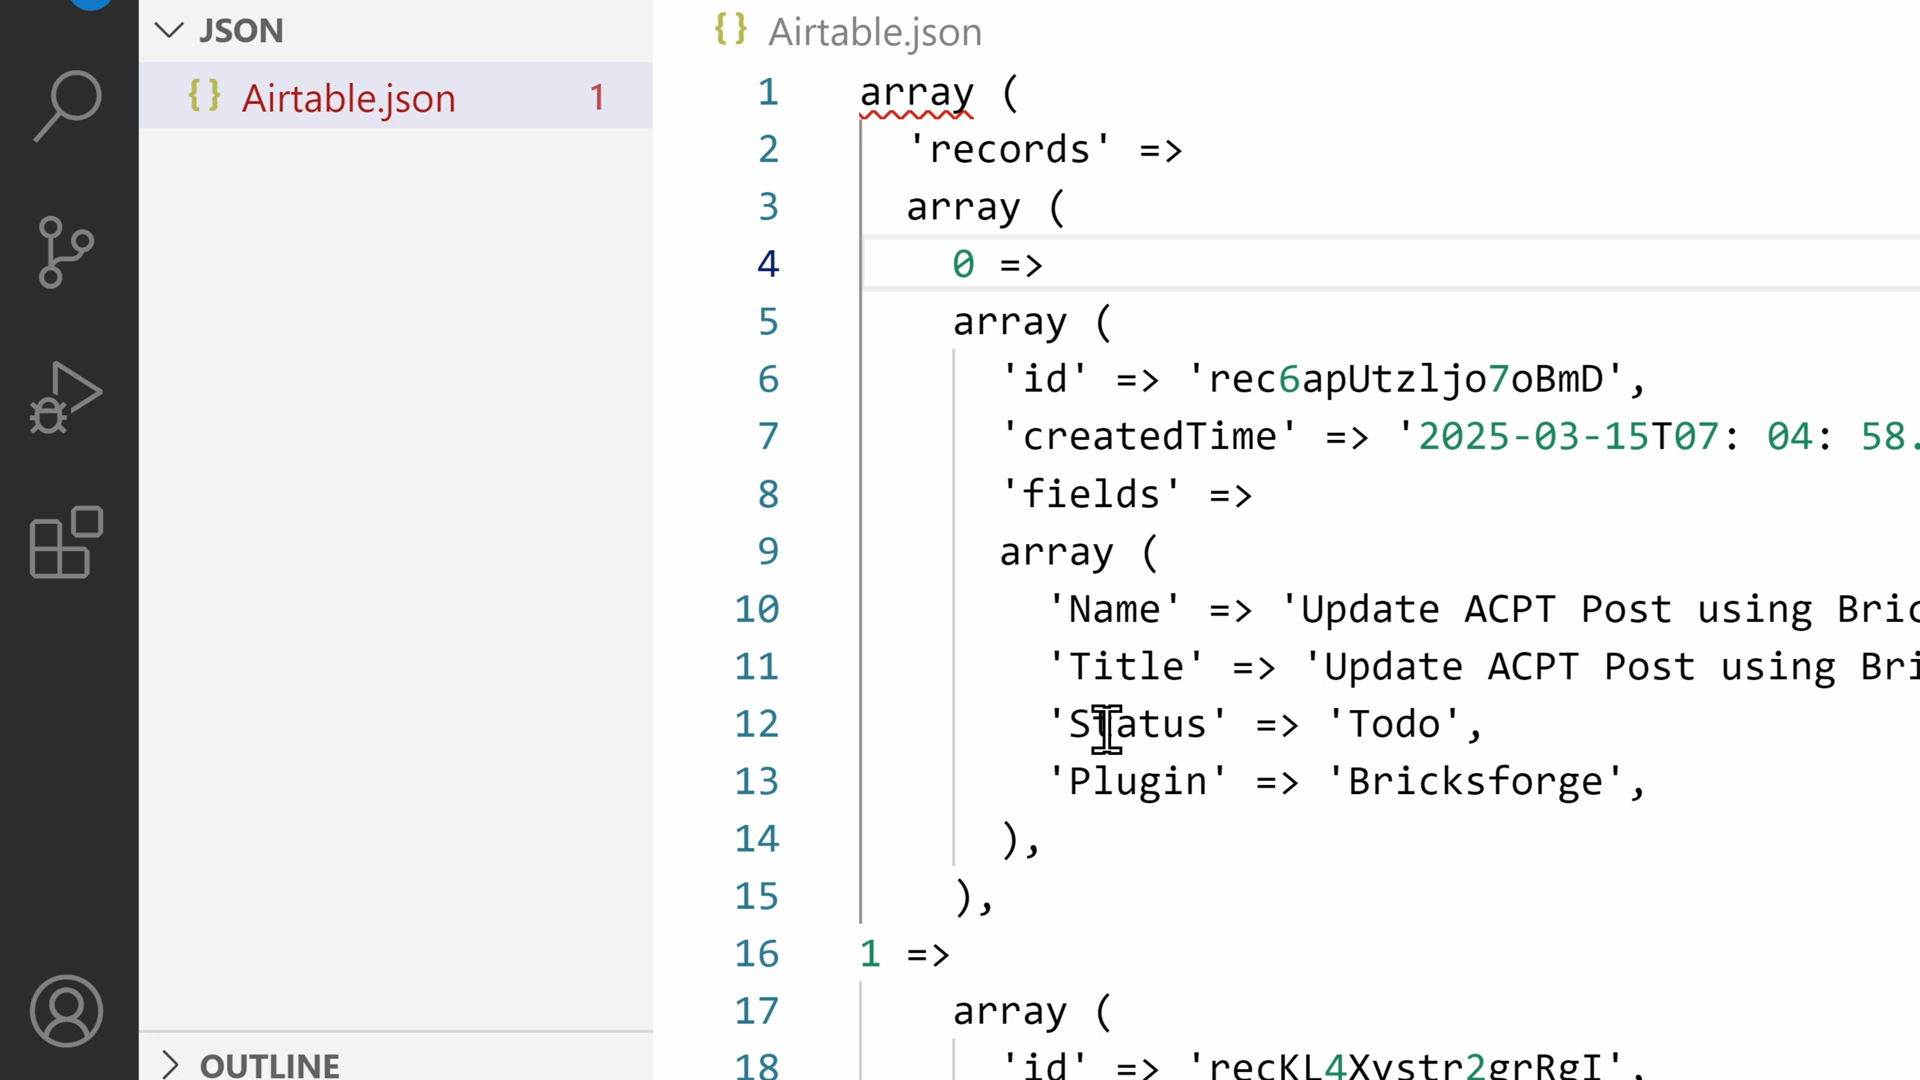 JSON
{} Airtable.json 1
OUTLINE
{} Airtable.json
1 array (
2 'records' =>
3 array (
4 0 =>
5 array (
6 'id' => 'rec6apUtzljo7oBmD',
7 'createdTime' => '2025-03-15T07: 04: 58.
8 'fields' =>
9 array (
10 'Name' => 'Update ACPT Post using Bric
11 'Title' => 'Update ACPT Post using Bri
12 'Status' => 'Todo',
13 'Plugin' => 'Bricksforge',
14 ),
15 ),
16 1 =>
17 array (
18 'id' => 'recKL4Xvstr2grRgI',